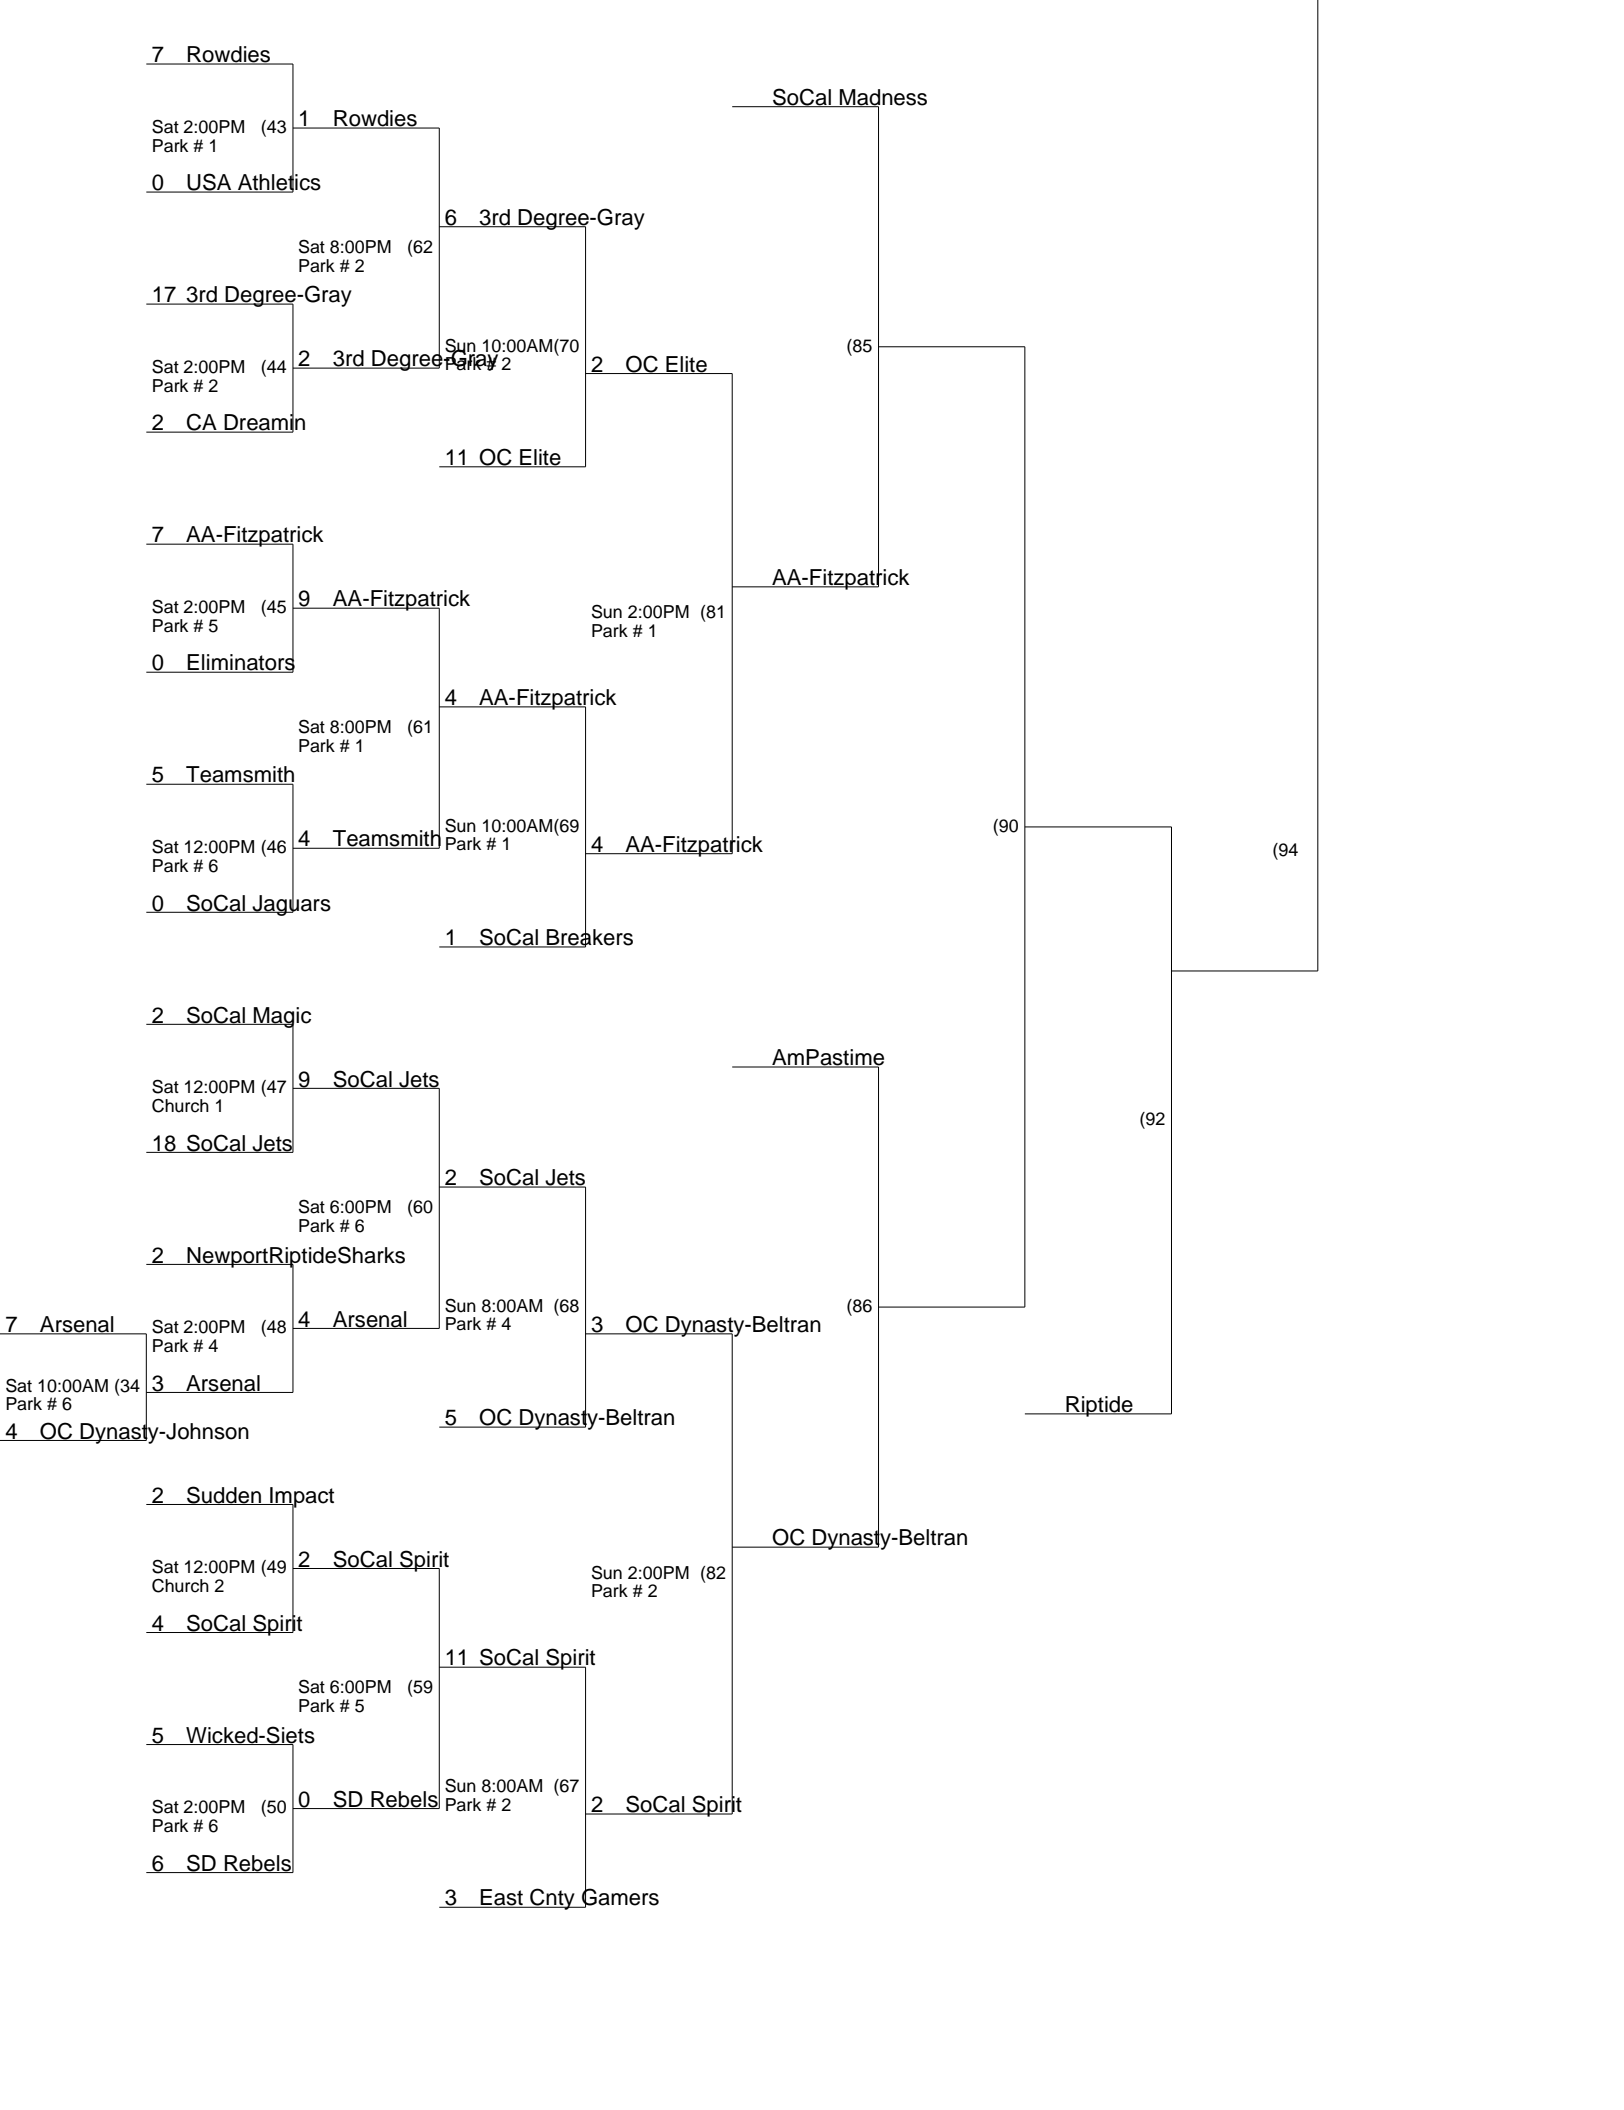 7 Rowdies
SoCal Madness
1 Rowdies
Sat 2:00PM (43
Park # 1
0 USA Athletics
6 3rd Degree-Gray
Sat 8:00PM (62
Park # 2
17 3rd Degree-Gray
Sun 10:00AM(70
Park # 2
(85
2 3rd Degree-Gray
Sat 2:00PM (44
Park # 2
2 OC Elite
2 CA Dreamin
11 OC Elite
7 AA-Fitzpatrick
AA-Fitzpatrick
9 AA-Fitzpatrick
Sat 2:00PM (45
Park # 5
Sun 2:00PM (81
Park # 1
0 Eliminators
4 AA-Fitzpatrick
Sat 8:00PM (61
Park # 1
5 Teamsmith
Sun 10:00AM(69
Park # 1
(90
4 Teamsmith
Sat 12:00PM (46
Park # 6
4 AA-Fitzpatrick
(94
0 SoCal Jaguars
1 SoCal Breakers
2 SoCal Magic
AmPastime
9 SoCal Jets
Sat 12:00PM (47
Church 1
(92
18 SoCal Jets
2 SoCal Jets
Sat 6:00PM (60
Park # 6
2 NewportRiptideSharks
Sun 8:00AM (68
Park # 4
(86
4 Arsenal
7 Arsenal
Sat 2:00PM (48
Park # 4
3 OC Dynasty-Beltran
Sat 10:00AM (34
Park # 6
3 Arsenal
Riptide
5 OC Dynasty-Beltran
4 OC Dynasty-Johnson
2 Sudden Impact
OC Dynasty-Beltran
2 SoCal Spirit
Sat 12:00PM (49
Church 2
Sun 2:00PM (82
Park # 2
4 SoCal Spirit
11 SoCal Spirit
Sat 6:00PM (59
Park # 5
5 Wicked-Siets
Sun 8:00AM (67
Park # 2
0 SD Rebels
Sat 2:00PM (50
Park # 6
2 SoCal Spirit
6 SD Rebels
3 East Cnty Gamers